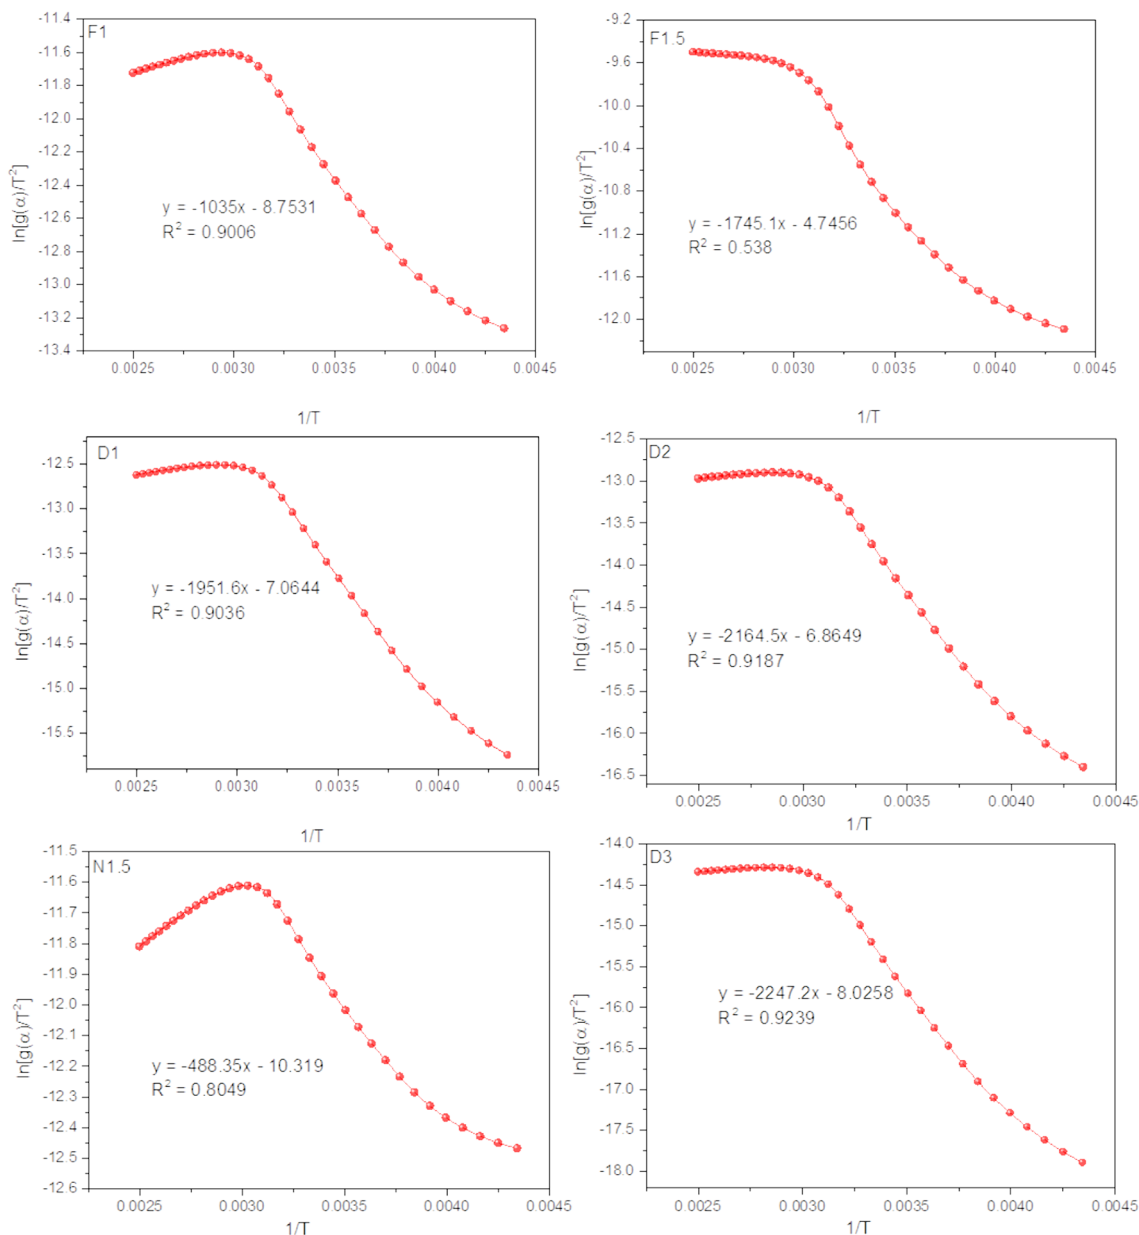 F1
-11.4
-11.6
-11.8
-12.0
-12.2
-12.4
-12.6
-12.8
-13.0
-13.2
-13.4
ln[g(α)/T²]
y = -1035x - 8.7531
R² = 0.9006
0.0025 0.0030 0.0035 0.0040 0.0045
1/T
F1.5
-9.2
-9.6
-10.0
-10.4
-10.8
-11.2
-11.6
-12.0
ln[g(α)/T²]
y = -1745.1x - 4.7456
R² = 0.538
0.0025 0.0030 0.0035 0.0040 0.0045
1/T
D1
-12.5
-13.0
-13.5
-14.0
-14.5
-15.0
-15.5
ln[g(α)/T²]
y = -1951.6x - 7.0644
R² = 0.9036
0.0025 0.0030 0.0035 0.0040 0.0045
1/T
D2
-12.5
-13.0
-13.5
-14.0
-14.5
-15.0
-15.5
-16.0
-16.5
ln[g(α)/T²]
y = -2164.5x - 6.8649
R² = 0.9187
0.0025 0.0030 0.0035 0.0040 0.0045
1/T
N1.5
-11.5
-11.6
-11.7
-11.8
-11.9
-12.0
-12.1
-12.2
-12.3
-12.4
-12.5
-12.6
ln[g(α)/T²]
y = -488.35x - 10.319
R² = 0.8049
0.0025 0.0030 0.0035 0.0040 0.0045
1/T
D3
-14.0
-14.5
-15.0
-15.5
-16.0
-16.5
-17.0
-17.5
-18.0
ln[g(α)/T²]
y = -2247.2x - 8.0258
R² = 0.9239
0.0025 0.0030 0.0035 0.0040 0.0045
1/T